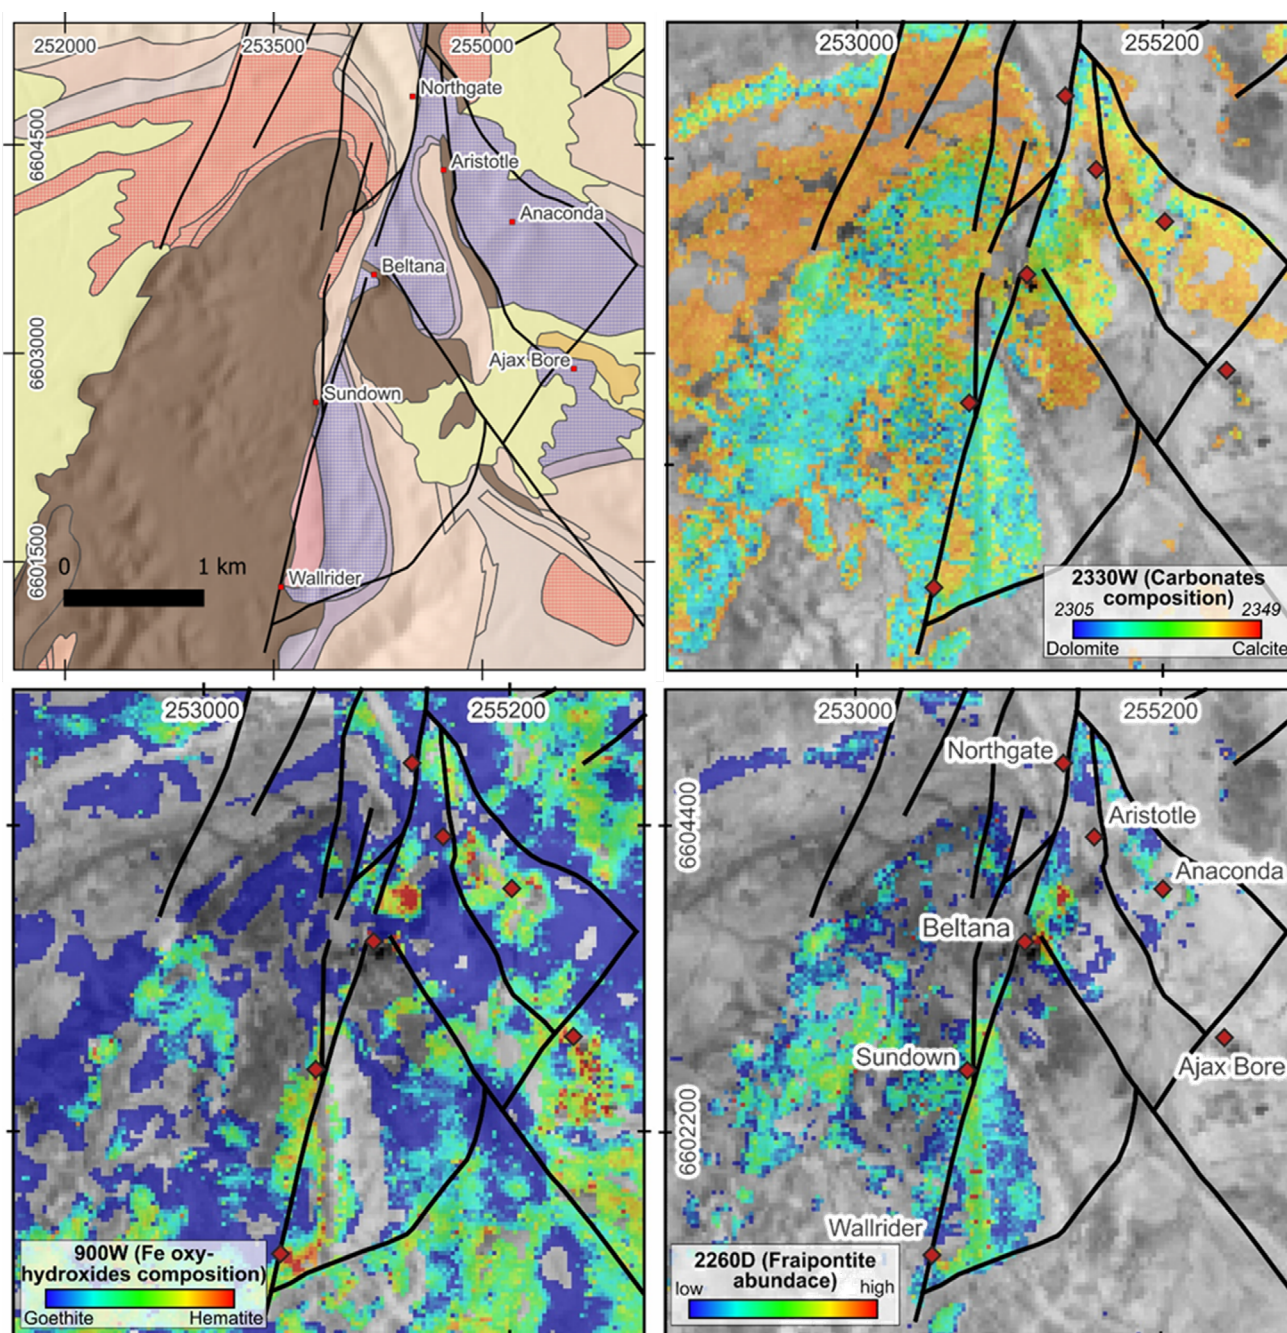 252000
253500
255000
Northgate
6604500
Aristotle
Anaconda
Beltana
6603000
Ajax Bore
Sundown
0
1 km
6601500
Wallrider
253000
255200
2330W (Carbonates
composition)
2305
2349
Dolomite
Calcite
253000
255200
900W (Fe oxy-
hydroxides composition)
Goethite
Hematite
253000
255200
Northgate
6604400
Aristotle
Anaconda
Beltana
Sundown
Ajax Bore
6602200
Wallrider
2260D (Fraipontite
abundace)
low
high